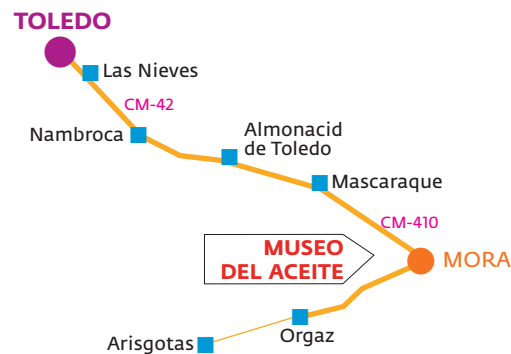 TOLEDO
Las Nieves
CM-42
Nambroca
Almonacid
de Toledo
Mascaraque
CM-410
MUSEO
DEL ACEITE
MORA
Orgaz
Arisgotas